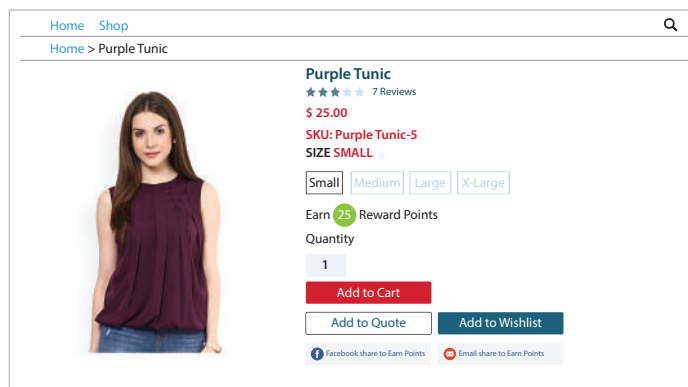 Home Shop
Home > Purple Tunic
Purple Tunic
7 Reviews
$ 25.00
SKU: Purple Tunic-5
SIZE SMALL
Small Medium Large X-Large
Earn 25 Reward Points
Quantity
1
Add to Cart
Add to Quote Add to Wishlist
Facebook share to Earn Points Email share to Earn Points